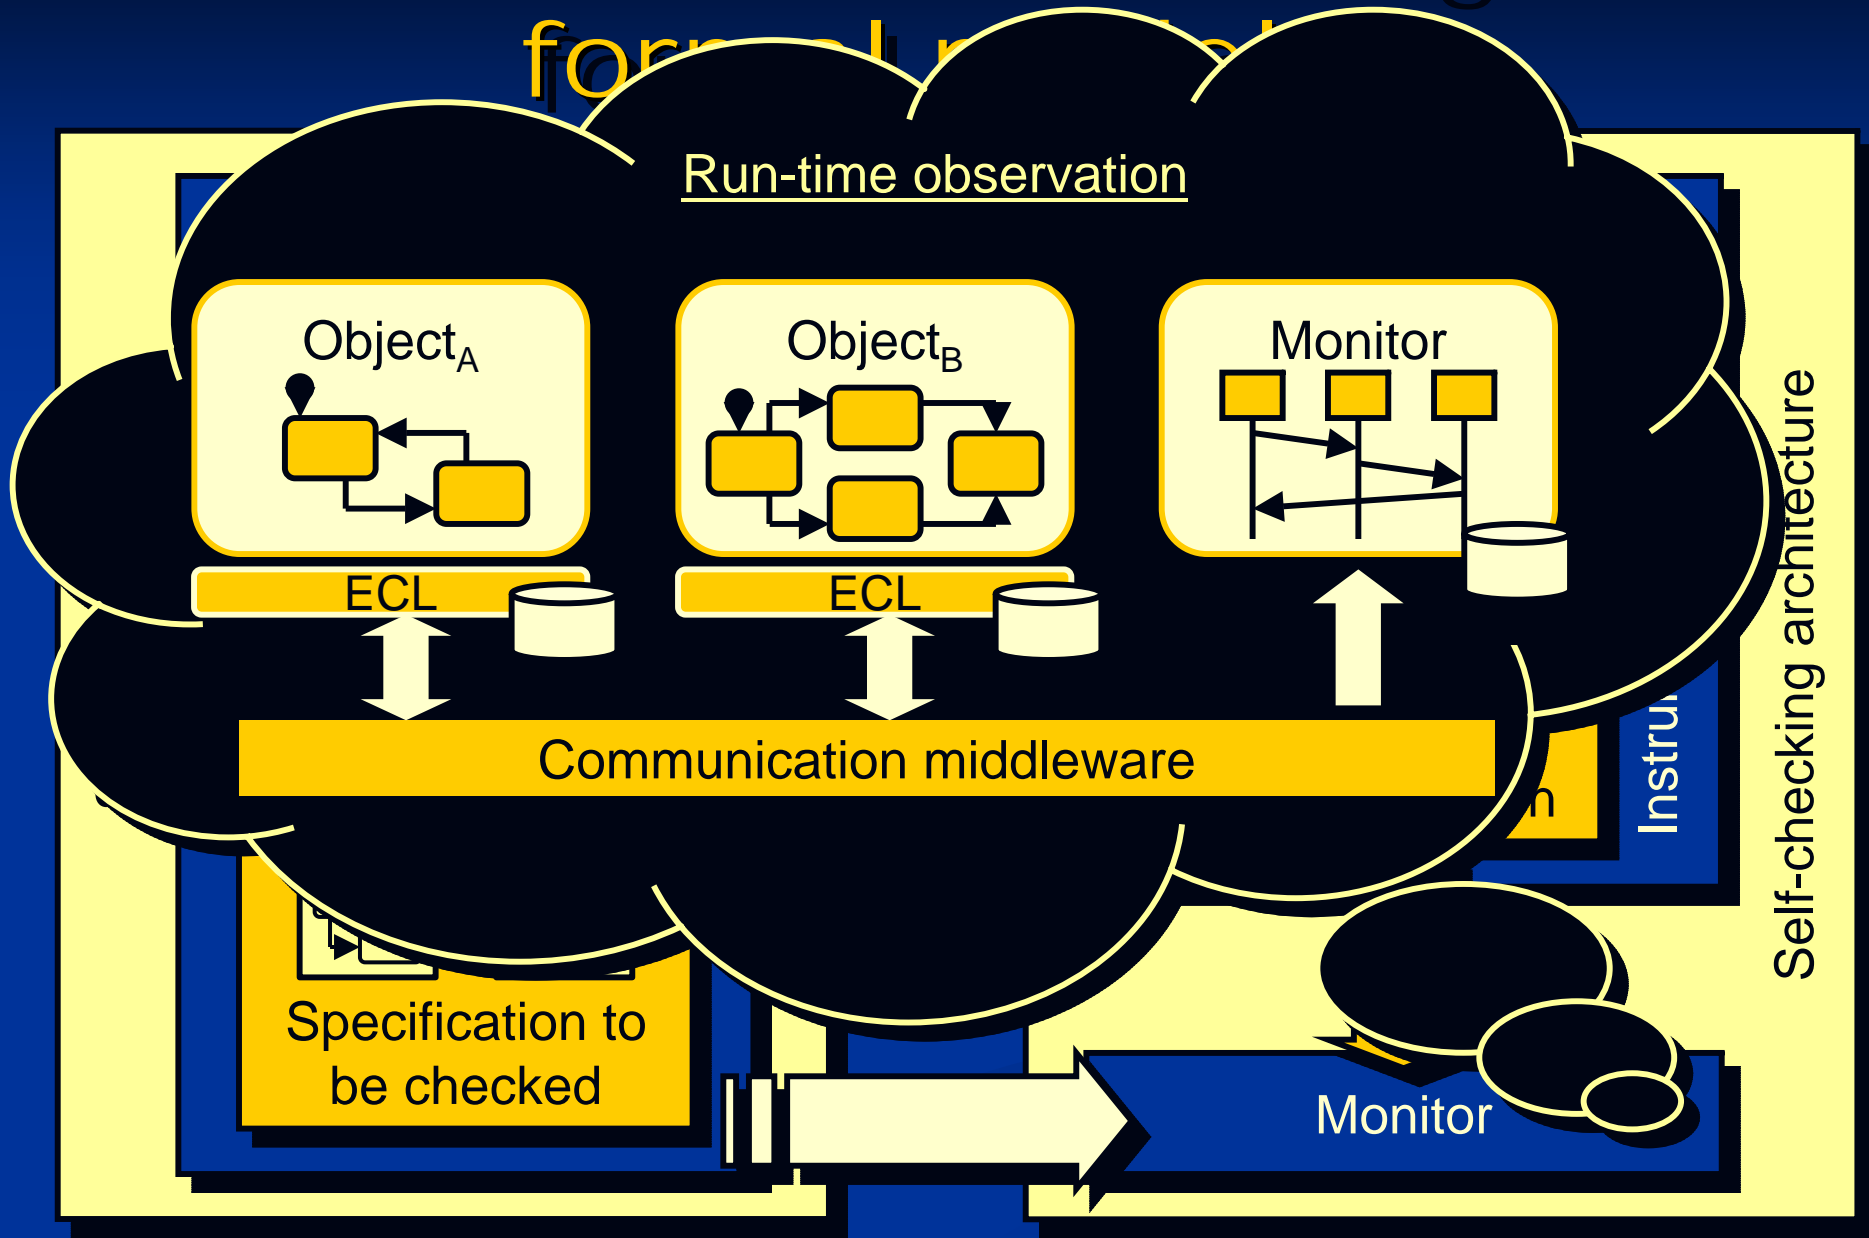 Run-time observation
Object_A
Object_B
Monitor
ECL
ECL
Communication middleware
Specification to
be checked
Monitor
Self-checking architecture